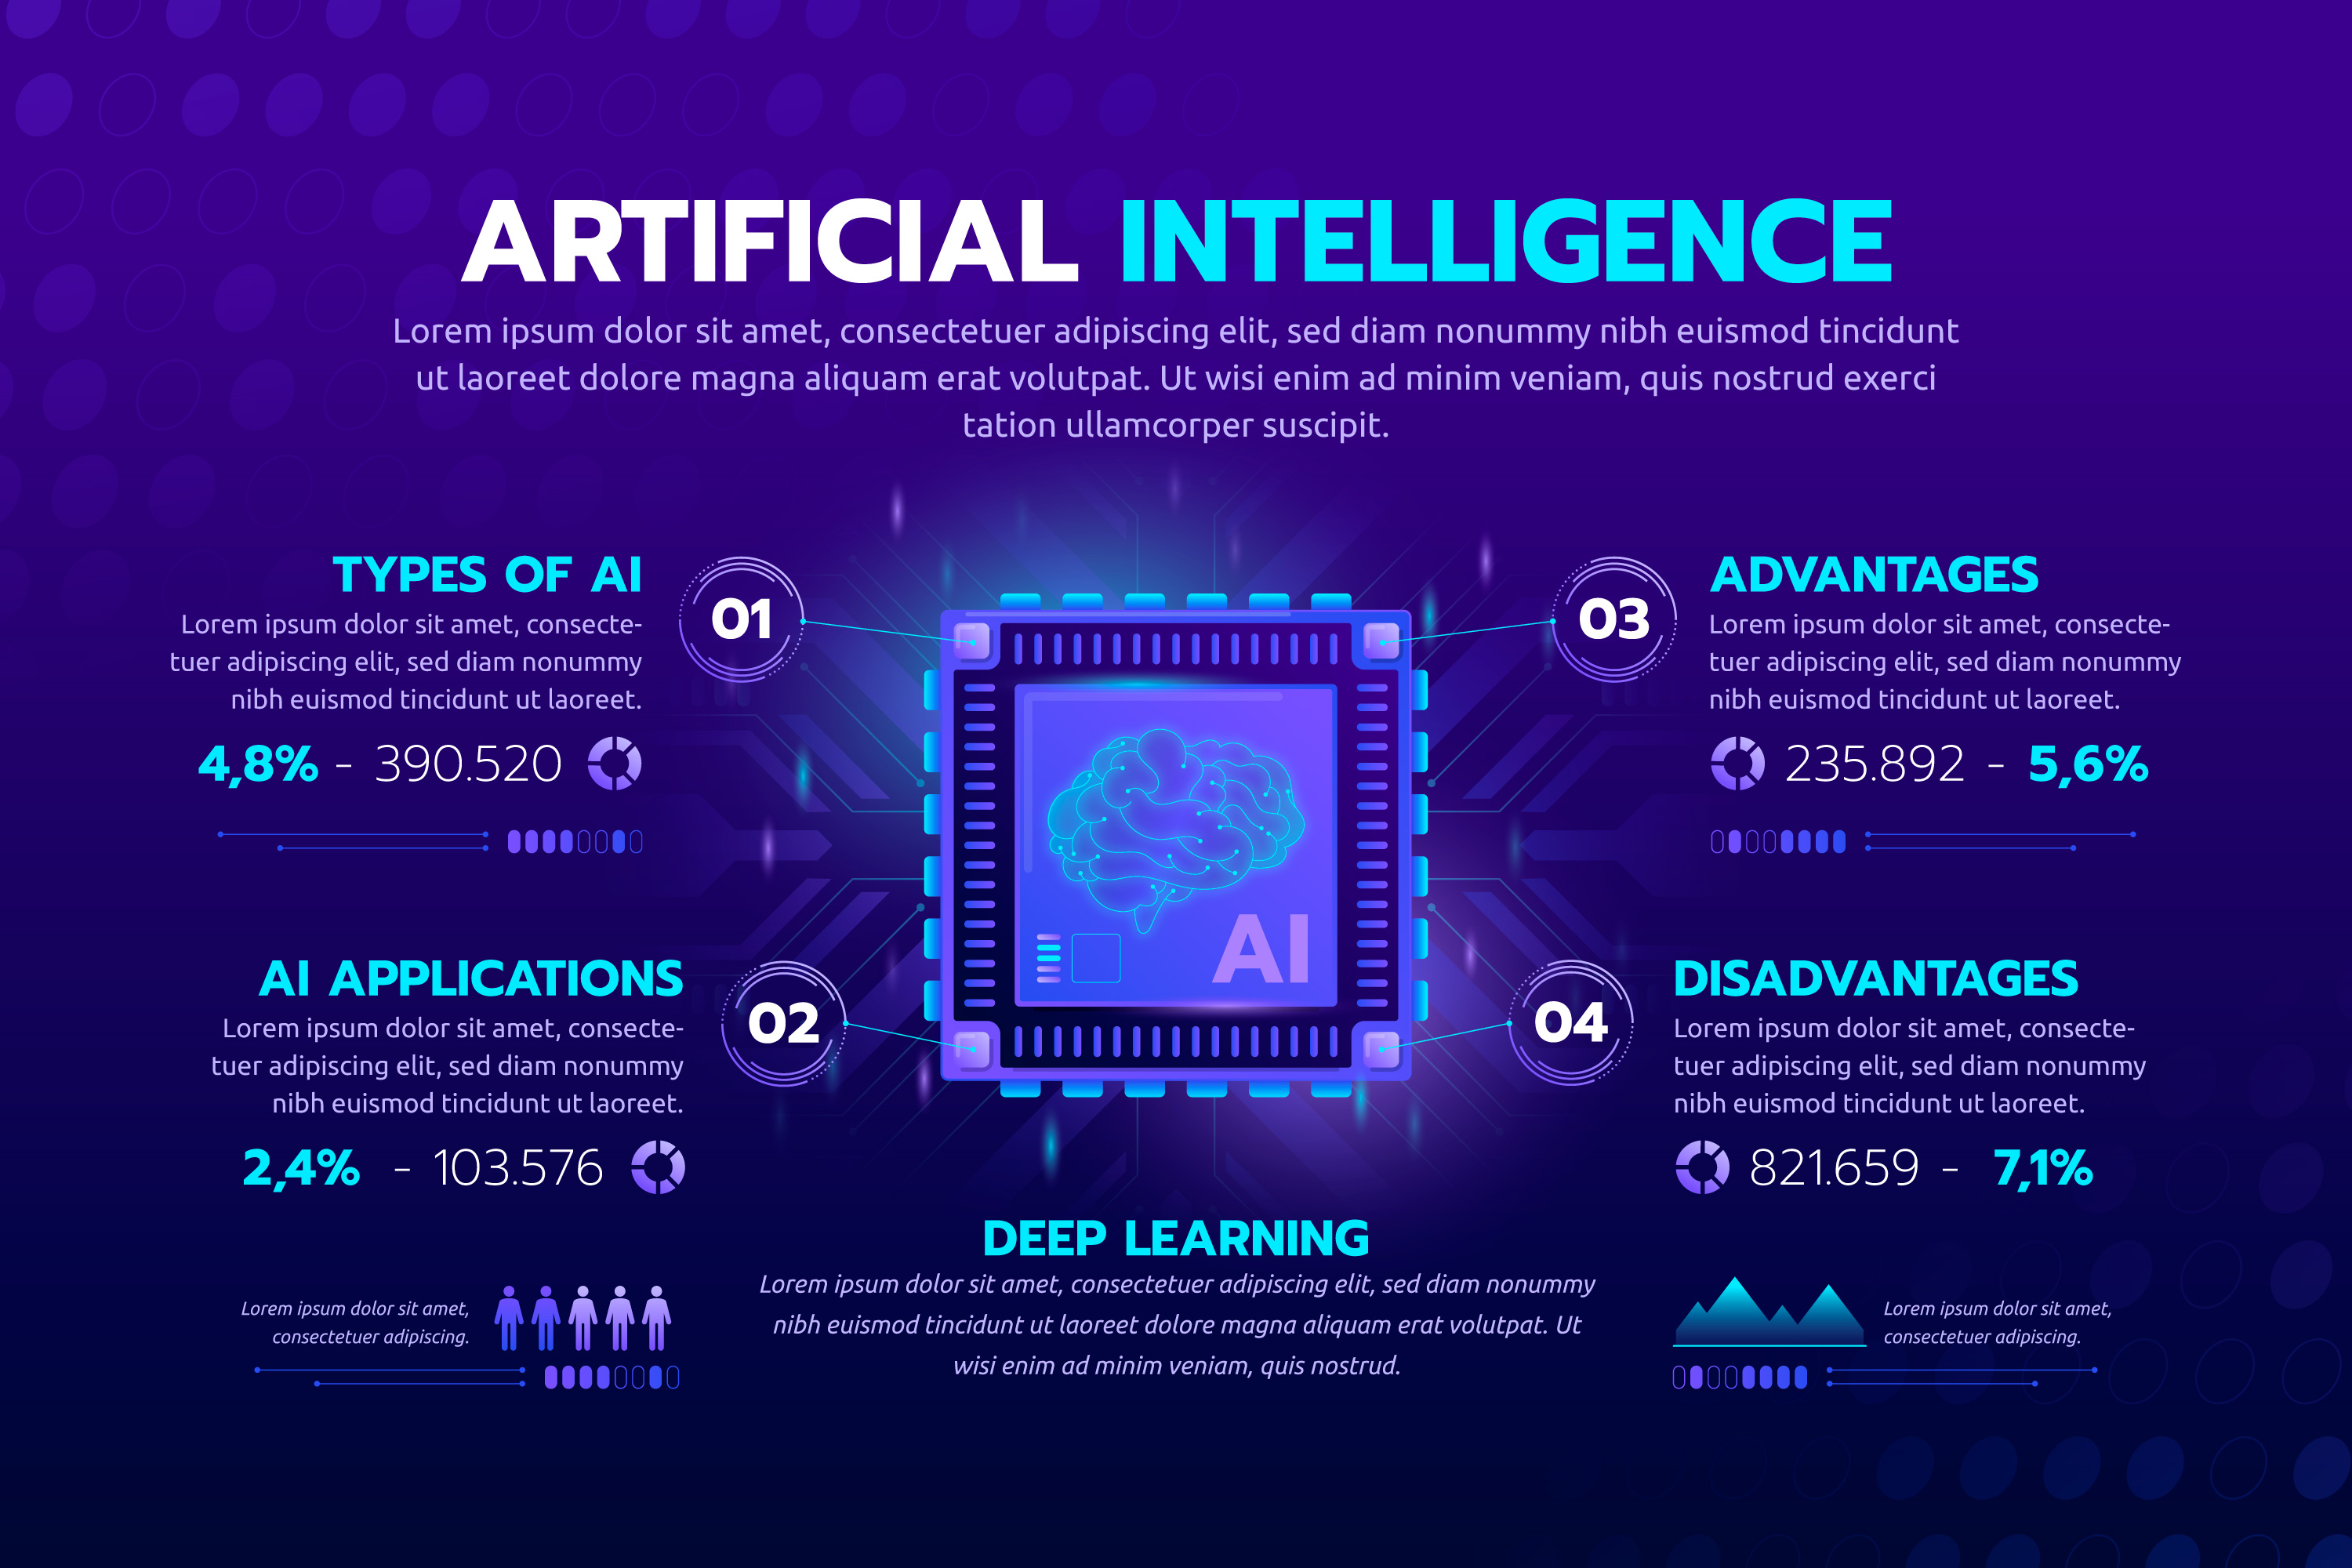 ARTIFICIAL INTELLIGENCE
Lorem ipsum dolor sit amet, consectetuer adipiscing elit, sed diam nonummy nibh euismod tincidunt
ut laoreet dolore magna aliquam erat volutpat. Ut wisi enim ad minim veniam, quis nostrud exerci
tation ullamcorper suscipit.
TYPES OF AI
Lorem ipsum dolor sit amet, consecte-
tuer adipiscing elit, sed diam nonummy
nibh euismod tincidunt ut laoreet.
4,8% - 390.520
01
AI APPLICATIONS
Lorem ipsum dolor sit amet, consecte-
tuer adipiscing elit, sed diam nonummy
nibh euismod tincidunt ut laoreet.
2,4% - 103.576
02
Lorem ipsum dolor sit amet,
consectetuer adipiscing.
AI
03
ADVANTAGES
Lorem ipsum dolor sit amet, consecte-
tuer adipiscing elit, sed diam nonummy
nibh euismod tincidunt ut laoreet.
235.892 - 5,6%
04
DISADVANTAGES
Lorem ipsum dolor sit amet, consecte-
tuer adipiscing elit, sed diam nonummy
nibh euismod tincidunt ut laoreet.
821.659 - 7,1%
Lorem ipsum dolor sit amet,
consectetuer adipiscing.
DEEP LEARNING
Lorem ipsum dolor sit amet, consectetuer adipiscing elit, sed diam nonummy
nibh euismod tincidunt ut laoreet dolore magna aliquam erat volutpat. Ut
wisi enim ad minim veniam, quis nostrud.